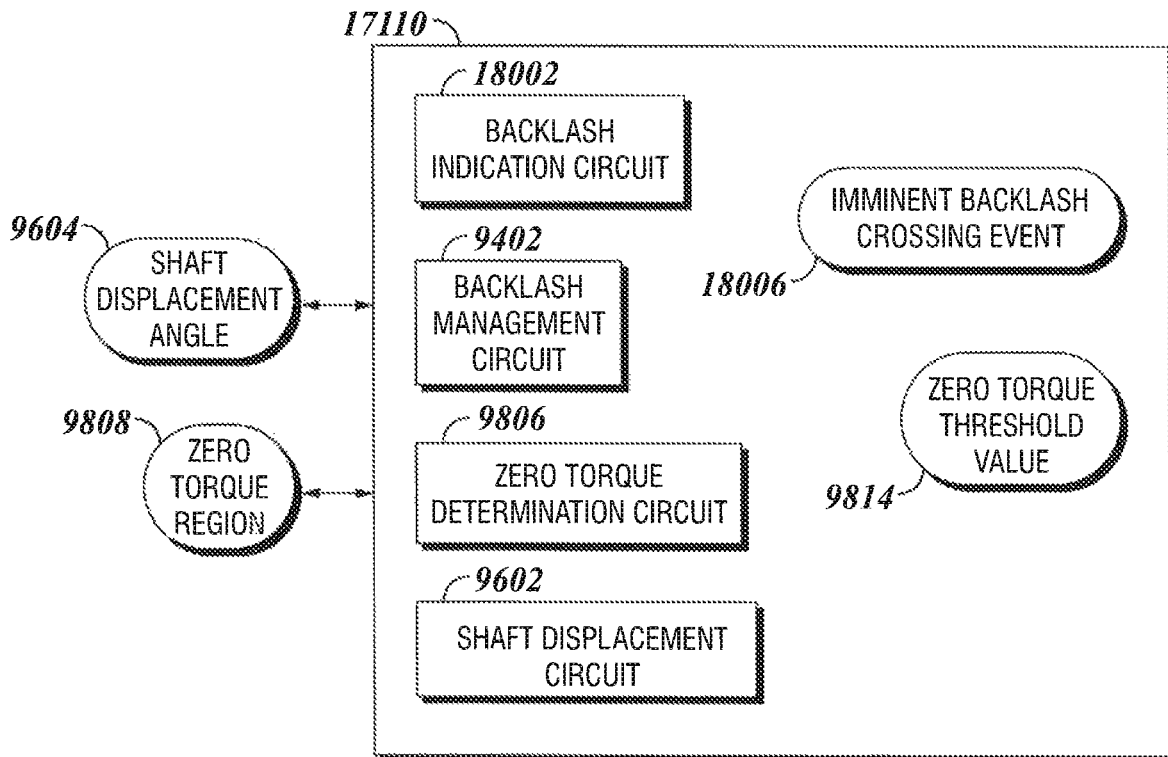 17110
18002
BACKLASH
INDICATION CIRCUIT
IMMINENT BACKLASH
CROSSING EVENT
18006
9604
SHAFT
DISPLACEMENT
ANGLE
9402
BACKLASH
MANAGEMENT
CIRCUIT
ZERO TORQUE
THRESHOLD
VALUE
9814
9808
ZERO
TORQUE
REGION
9806
ZERO TORQUE
DETERMINATION CIRCUIT
9602
SHAFT DISPLACEMENT
CIRCUIT